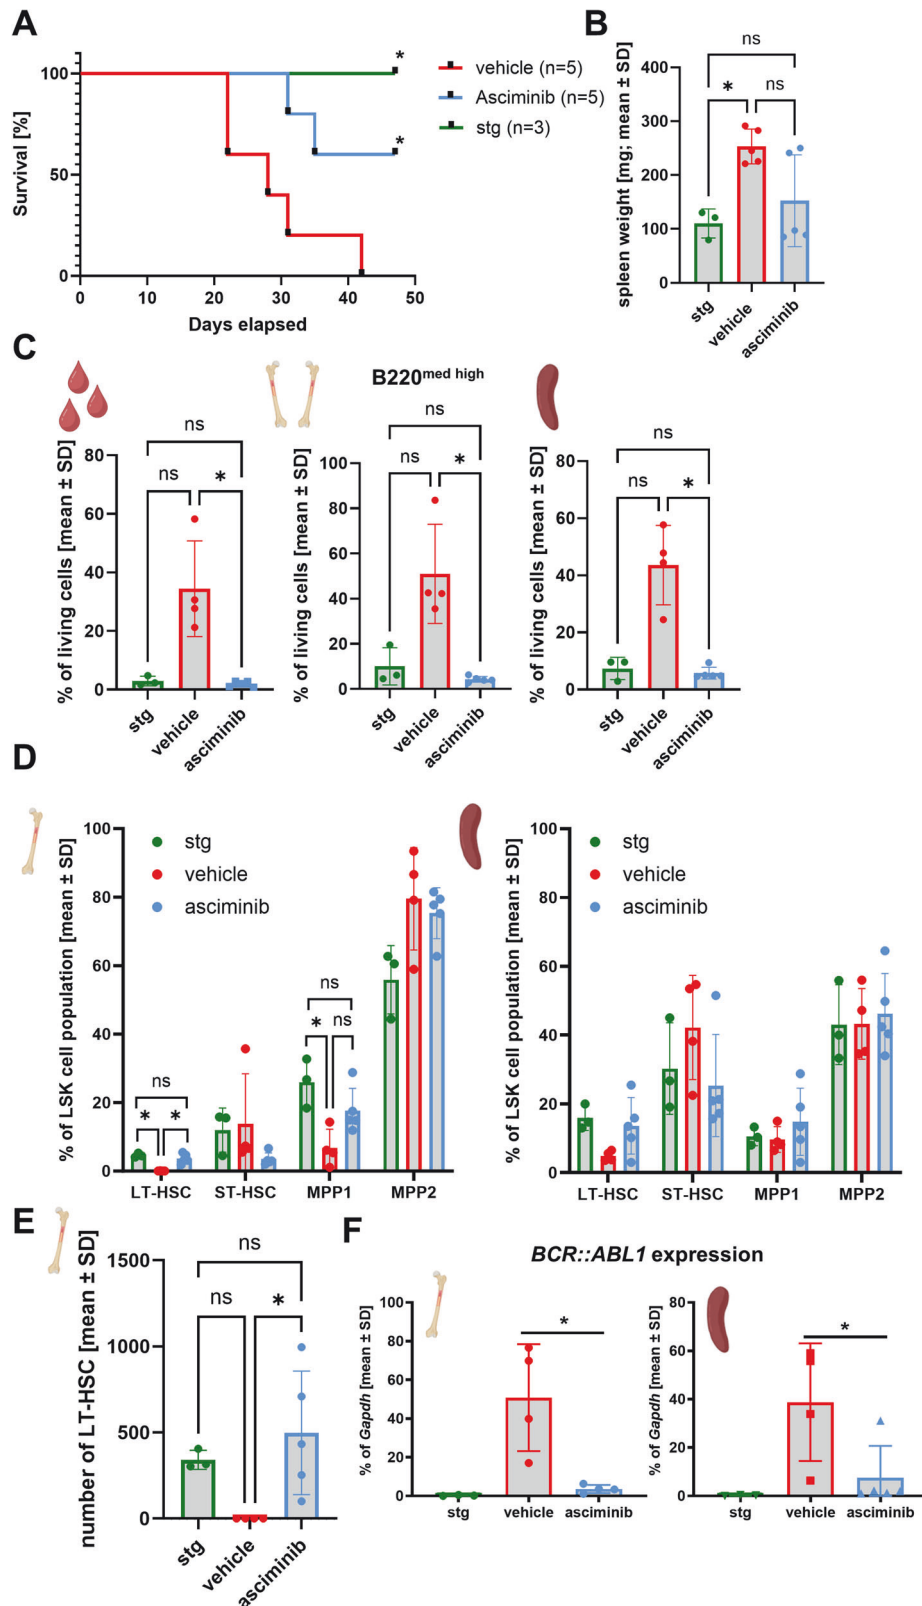 A
*
*
vehicle (n=5)
Asciminib (n=5)
stg (n=3)
Survival [%]
100
50
0
0 10 20 30 40 50
Days elapsed
B
ns
* ns
spleen weight [mg; mean ± SD]
400
300
200
100
0
stg vehicle asciminib
C
B220med high
ns
ns *
% of living cells [mean ± SD]
80
60
40
20
0
stg vehicle asciminib
ns
ns *
% of living cells [mean ± SD]
100
80
60
40
20
0
stg vehicle asciminib
ns
ns *
% of living cells [mean ± SD]
80
60
40
20
0
stg vehicle asciminib
D
% of LSK cell population [mean ± SD]
100
80
60
40
20
0
stg
vehicle
asciminib
ns
* *
ns
* ns
LT-HSC ST-HSC MPP1 MPP2
% of LSK cell population [mean ± SD]
100
80
60
40
20
0
stg
vehicle
asciminib
LT-HSC ST-HSC MPP1 MPP2
E
number of LT-HSC [mean ± SD]
1500
1000
500
0
ns
ns *
stg vehicle asciminib
F
BCR::ABL1 expression
% of Gapdh [mean ± SD]
100
80
60
40
20
0
*
stg vehicle asciminib
% of Gapdh [mean ± SD]
80
60
40
20
0
*
stg vehicle asciminib